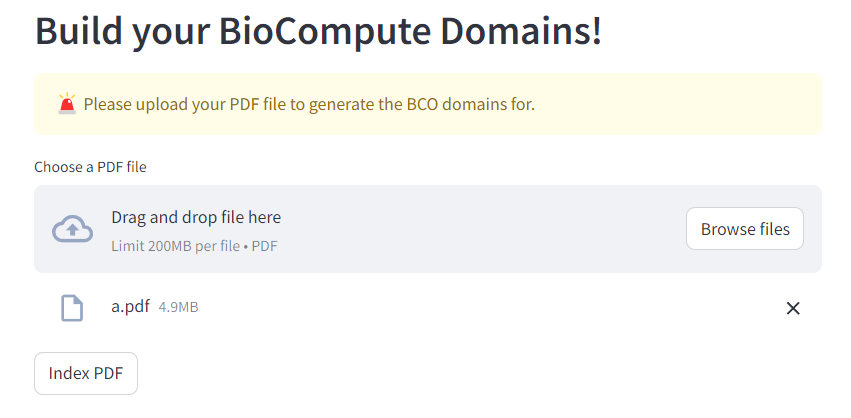 Build your BioCompute Domains!
🚨 Please upload your PDF file to generate the BCO domains for.
Choose a PDF file
Drag and drop file here
Limit 200MB per file • PDF
Browse files
a.pdf 4.9MB
Index PDF